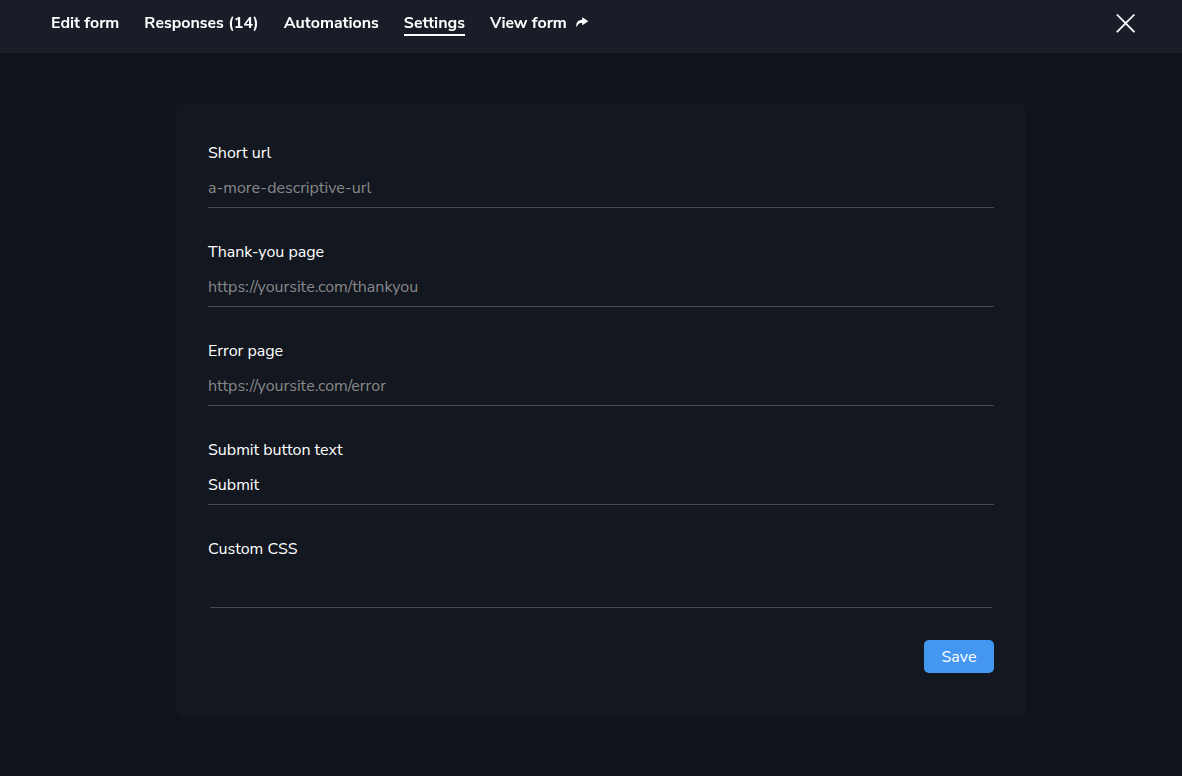 Edit form Responses (14) Automations Settings View form
Short url
a-more-descriptive-url
Thank-you page
https://yoursite.com/thankyou
Error page
https://yoursite.com/error
Submit button text
Submit
Custom CSS
Save